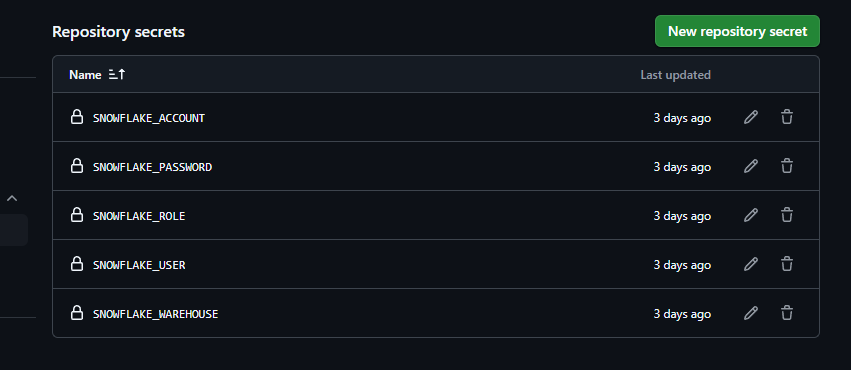 Repository secrets
New repository secret
Name
Last updated
SNOWFLAKE_ACCOUNT
3 days ago
SNOWFLAKE_PASSWORD
3 days ago
SNOWFLAKE_ROLE
3 days ago
SNOWFLAKE_USER
3 days ago
SNOWFLAKE_WAREHOUSE
3 days ago